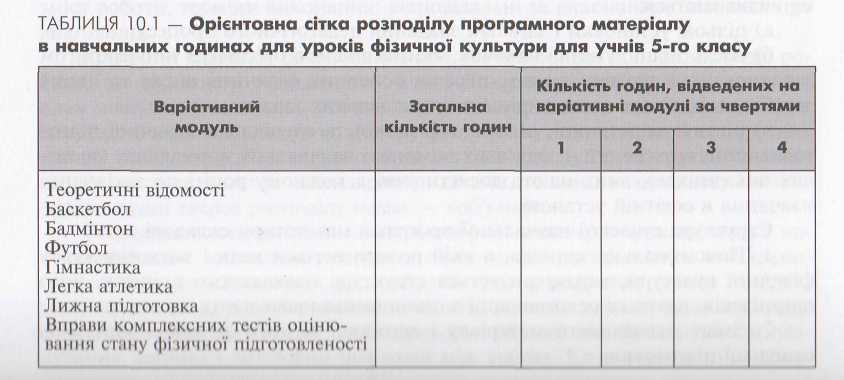 ТАБЛИЦЯ 10.1 — Орієнтовна сітка розподілу програмного матеріалу
в навчальних годинах для уроків фізичної культури для учнів 5-го класу
Варіативний
модуль
Загальна
кількість годин
Кількість годин, відведених на
варіативні модулі за чвертями
1 2 3 4
Теоретичні відомості
Баскетбол
Бадмінтон
Футбол
Гімнастика
Легка атлетика
Лижна підготовка
Вправи комплексних тестів оціню-
вання стану фізичної підготовленості